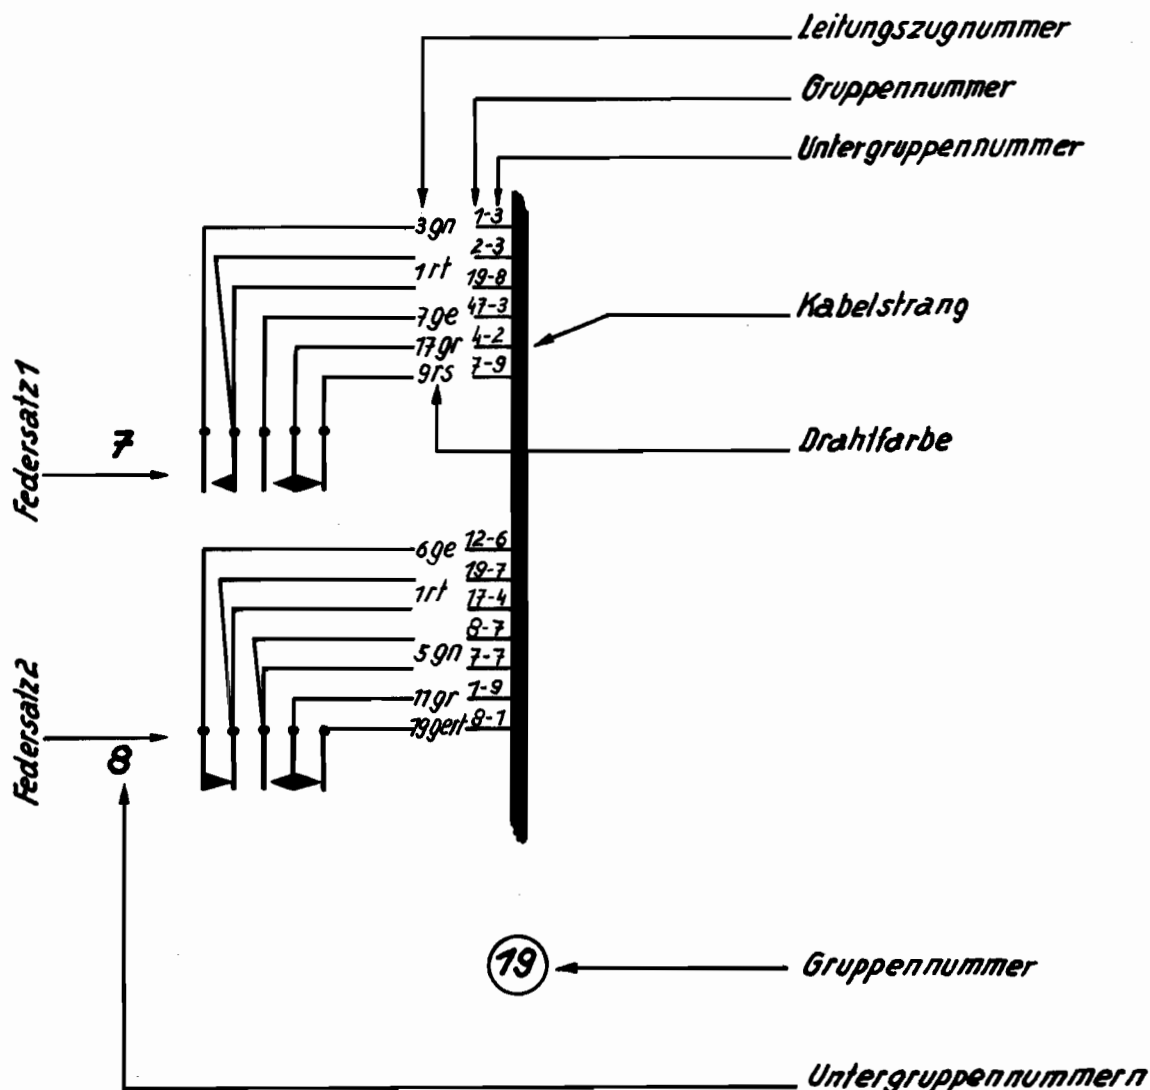 Leitungszugnummer
Gruppennummer
Untergruppennummer
3gn 1-3
2-3
1rt
19-8
7ge 47-3
17gr 4-2
9rs 7-9
Kabelstrang
Drahtfarbe
Federsatz 1
7
6ge 12-6
19-7
1rt
17-4
8-7
5gn
7-7
11gr 1-9
19gert 8-1
Federsatz 2
8
19
Gruppennummer
Untergruppennummern